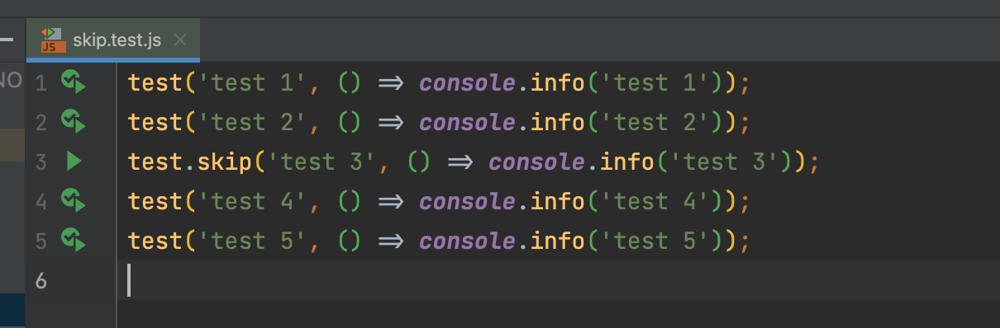 JS skip.test.js
NO
1 test('test 1', () => console.info('test 1'));
2 test('test 2', () => console.info('test 2'));
3 test.skip('test 3', () => console.info('test 3'));
4 test('test 4', () => console.info('test 4'));
5 test('test 5', () => console.info('test 5'));
6